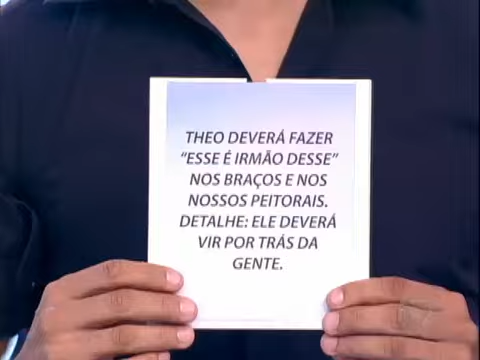 THEO DEVERÁ FAZER
“ESSE É IRMÃO DESSE”
NOS BRAÇOS E NOS
NOSSOS PEITORAIS.
DETALHE: ELE DEVERÁ
VIR POR TRÁS DA
GENTE.